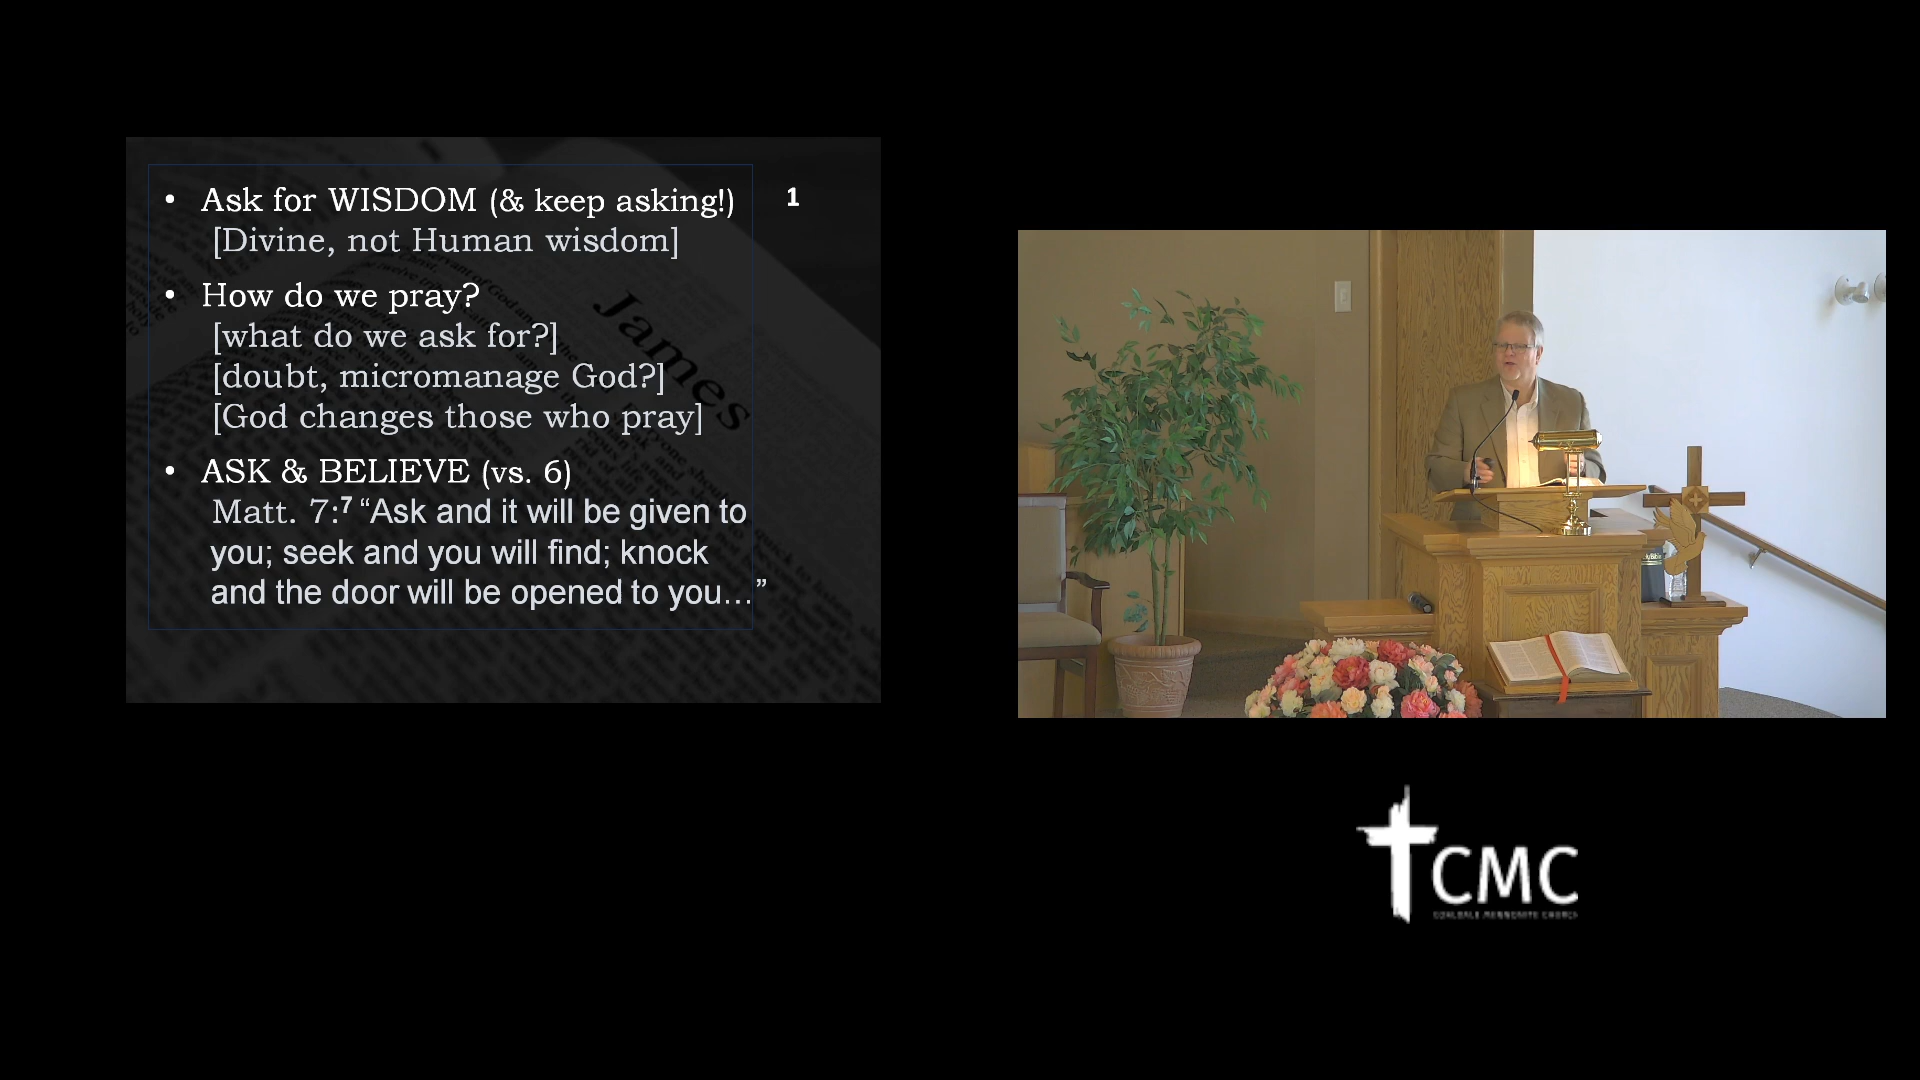 • Ask for WISDOM (& keep asking!)
[Divine, not Human wisdom]
• How do we pray?
[what do we ask for?]
[doubt, micromanage God?]
[God changes those who pray]
• ASK & BELIEVE (vs. 6)
Matt. 7:⁷ “Ask and it will be given to
you; seek and you will find; knock
and the door will be opened to you…”
1
James
CMC
COALDALE MENNONITE CHURCH